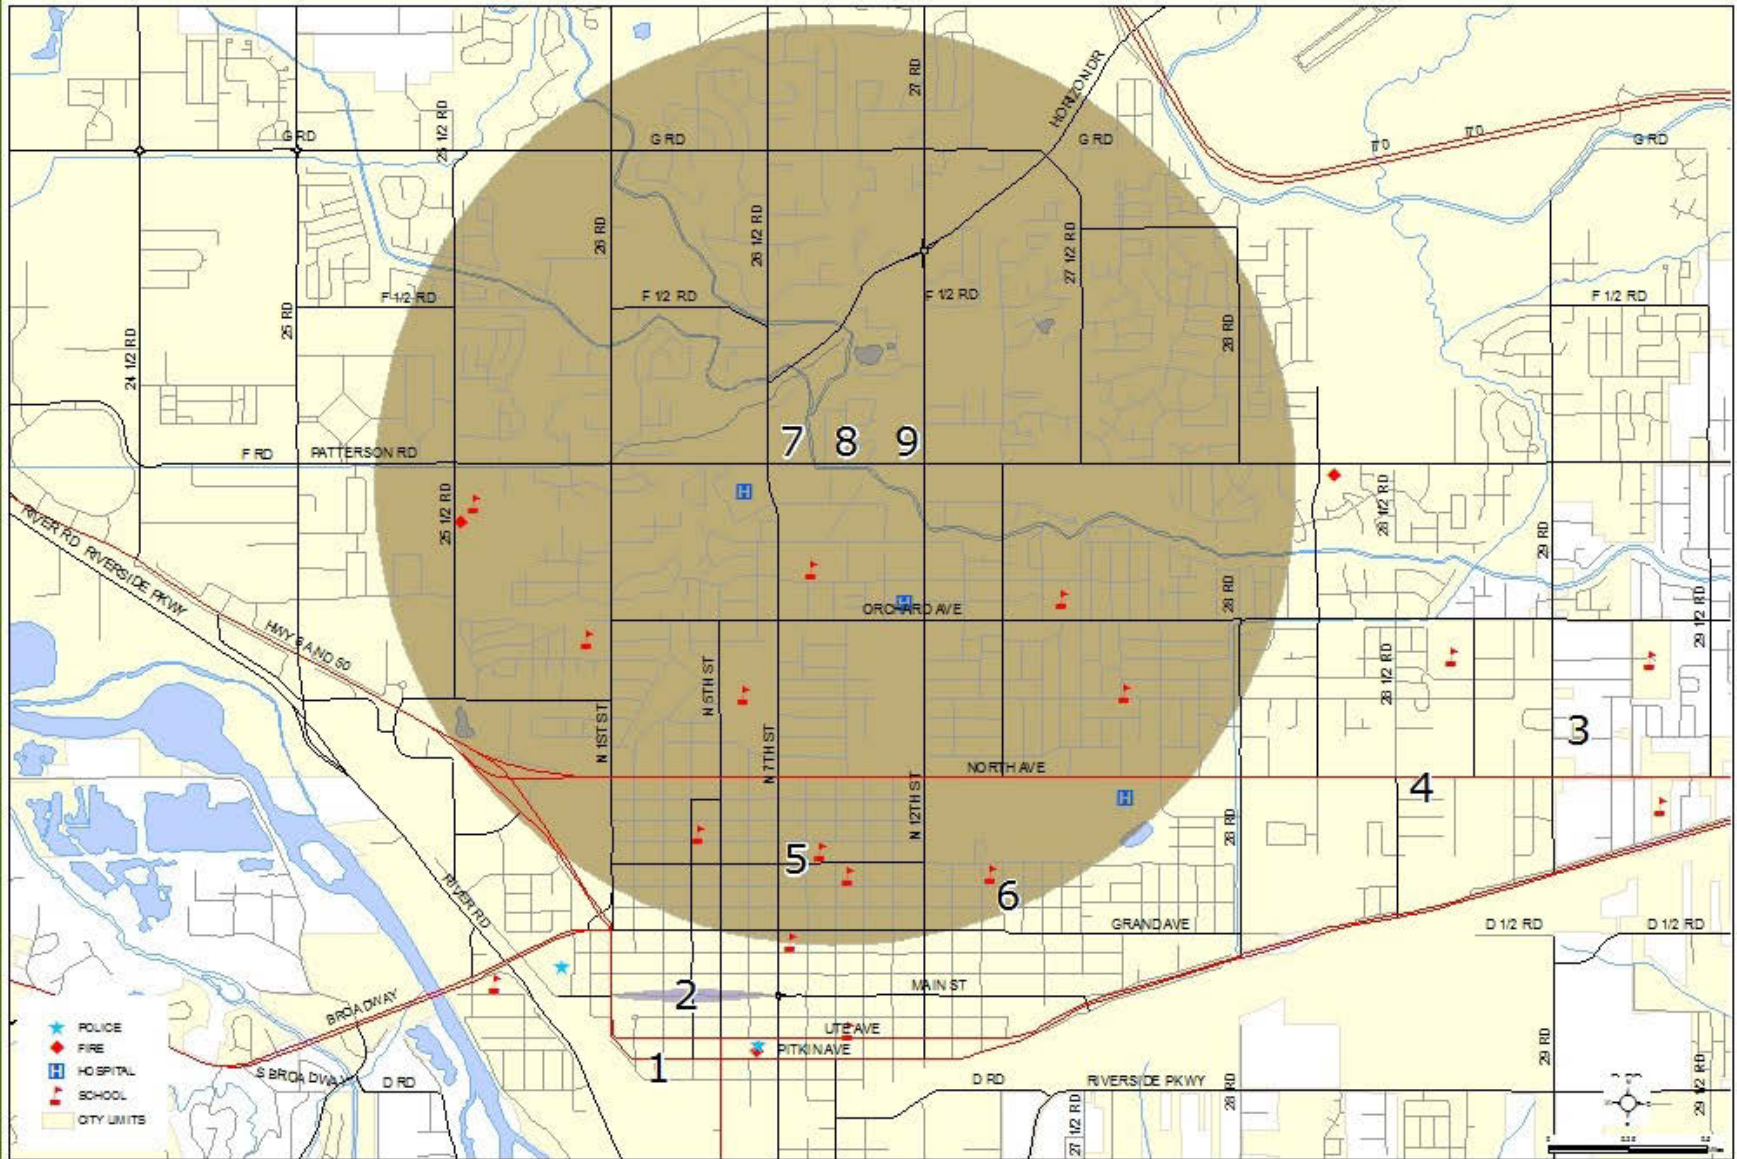 27 RD
HORIZON DR
25 1/2 RD
G RD
G RD
G RD
I70
I70
G RD
26 RD
26 1/2 RD
27 1/2 RD
F 1/2 RD
F 1/2 RD
F 1/2 RD
F 1/2 RD
25 RD
24 1/2 RD
28 RD
7
8
9
F RD
PATTERSON RD
H
25 1/2 RD
28 1/2 RD
29 RD
RIVER RD
RIVERSIDE PKWY
H
ORCHARD AVE
28 RD
29 1/2 RD
HWY 6 AND 50
N 5TH ST
28 1/2 RD
N 1ST ST
N 7TH ST
3
NORTH AVE
4
H
N 12TH ST
28 RD
5
6
RIVER RD
GRAND AVE
D 1/2 RD
D 1/2 RD
2
MAIN ST
BROADWAY
UTE AVE
PITKIN AVE
1
S BROADWAY
D RD
D RD
RIVERSIDE PKWY
29 RD
28 RD
27 1/2 RD
29 1/2 RD
POLICE
FIRE
H HOSPITAL
SCHOOL
CITY LIMITS